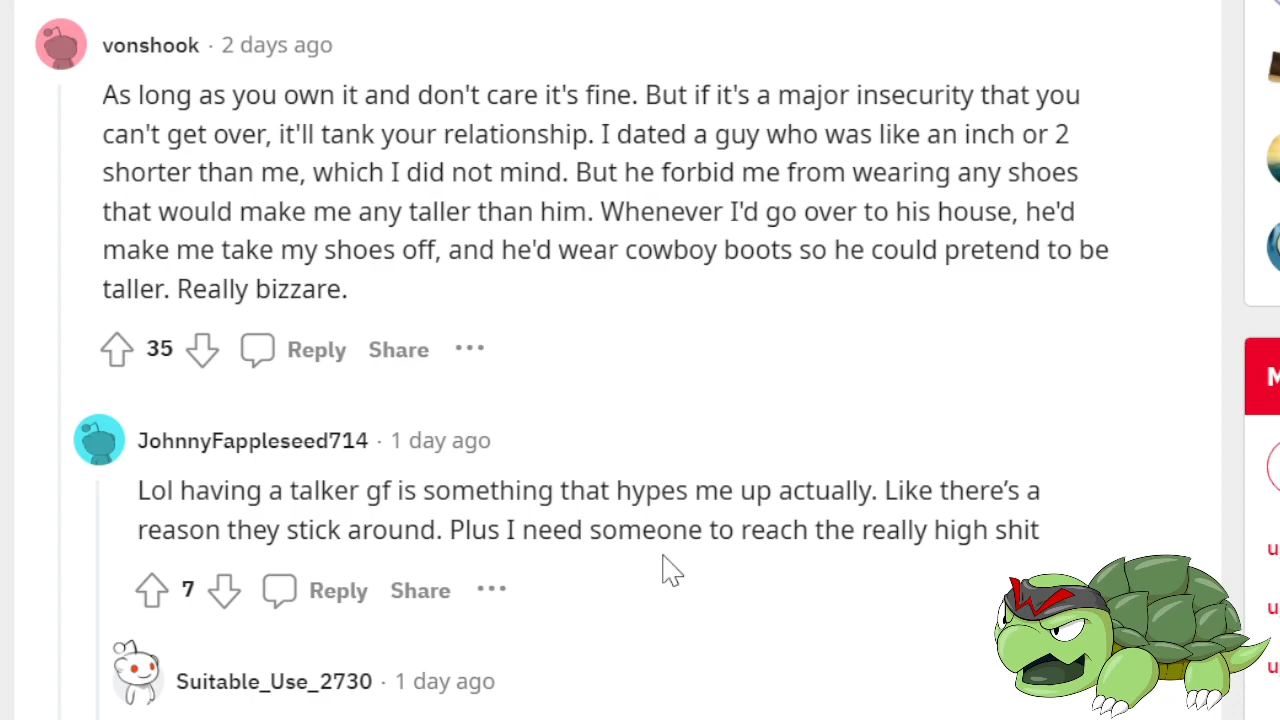 vonshook · 2 days ago
As long as you own it and don't care it's fine. But if it's a major insecurity that you
can't get over, it'll tank your relationship. I dated a guy who was like an inch or 2
shorter than me, which I did not mind. But he forbid me from wearing any shoes
that would make me any taller than him. Whenever I'd go over to his house, he'd
make me take my shoes off, and he'd wear cowboy boots so he could pretend to be
taller. Really bizzare.
35 Reply Share ···
JohnnyFappleseed714 · 1 day ago
Lol having a talker gf is something that hypes me up actually. Like there’s a
reason they stick around. Plus I need someone to reach the really high shit
7 Reply Share ···
Suitable_Use_2730 · 1 day ago
M
u
u
u
W